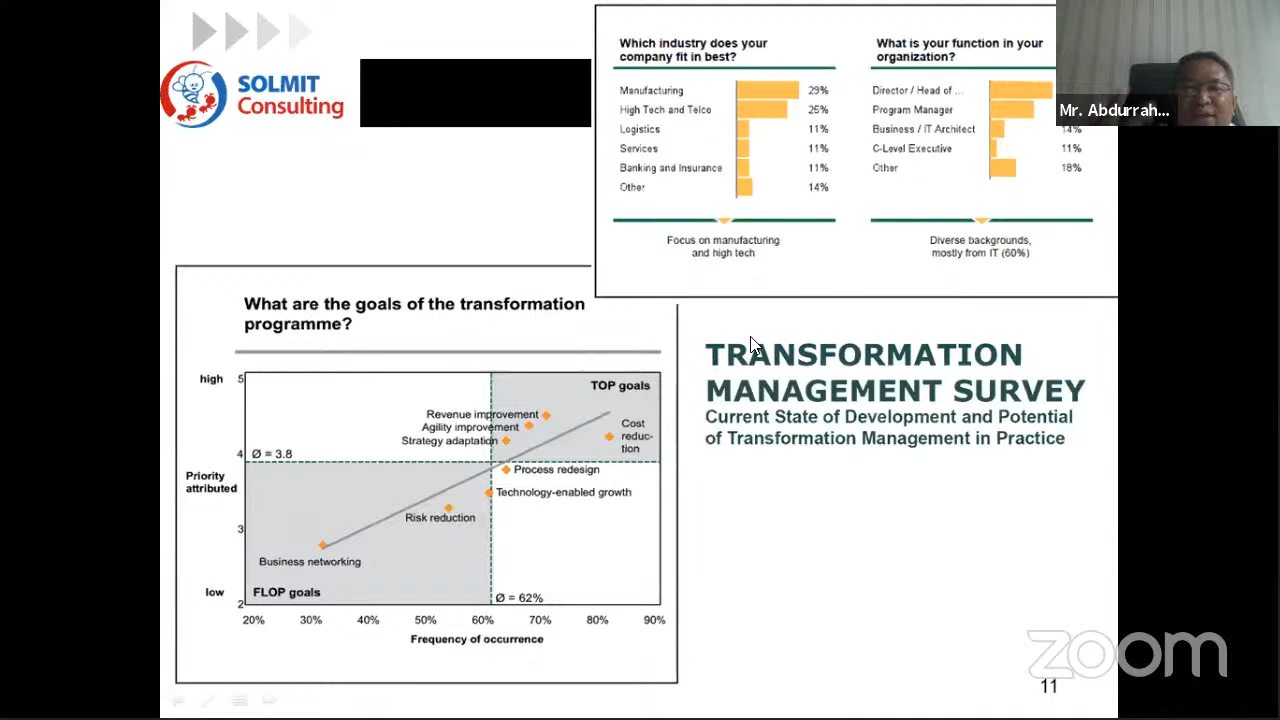 SOLMIT
Consulting
Which industry does your
company fit in best?
Manufacturing 29%
High Tech and Telco 25%
Logistics 11%
Services 11%
Banking and Insurance 11%
Other 14%
Focus on manufacturing
and high tech
What is your function in your
organization?
Director / Head of ...
Program Manager
Business / IT Architect 14%
C-Level Executive 11%
Other 18%
Diverse backgrounds,
mostly from IT (60%)
Mr. Abdurrah...
What are the goals of the transformation
programme?
high 5
TOP goals
Revenue improvement
Agility improvement
Strategy adaptation
Cost
reduc-
tion
4 Ø = 3.8
Priority
attributed
Process redesign
Technology-enabled growth
3
Risk reduction
Business networking
low
FLOP goals
2
Ø = 62%
20% 30% 40% 50% 60% 70% 80% 90%
Frequency of occurrence
TRANSFORMATION
MANAGEMENT SURVEY
Current State of Development and Potential
of Transformation Management in Practice
zoom
11